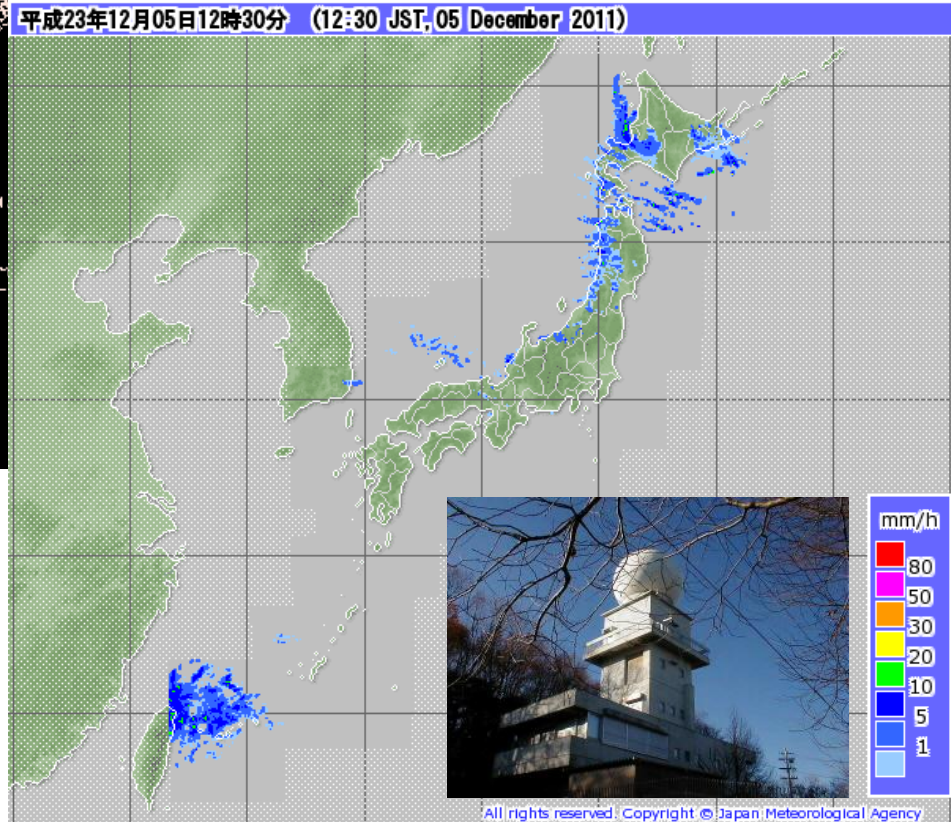 平成23年12月05日12時30分 (12:30 JST, 05 December 2011)
mm/h
80
50
30
20
10
5
1
All rights reserved. Copyright © Japan Meteorological Agency